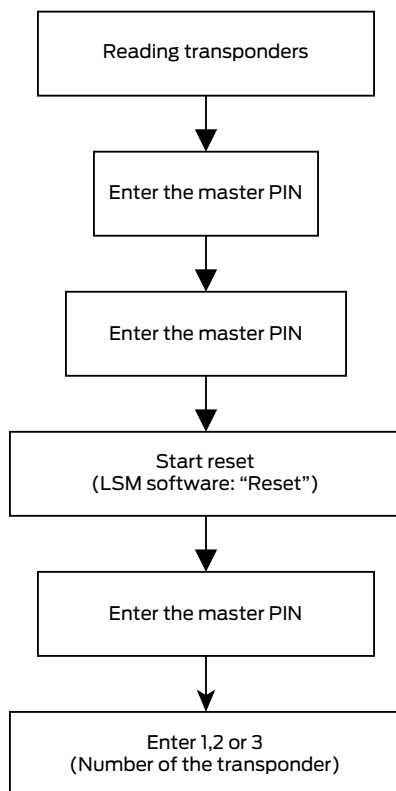 Reading transponders
Enter the master PIN
Enter the master PIN
Start reset
(LSM software: “Reset”)
Enter the master PIN
Enter 1,2 or 3
(Number of the transponder)